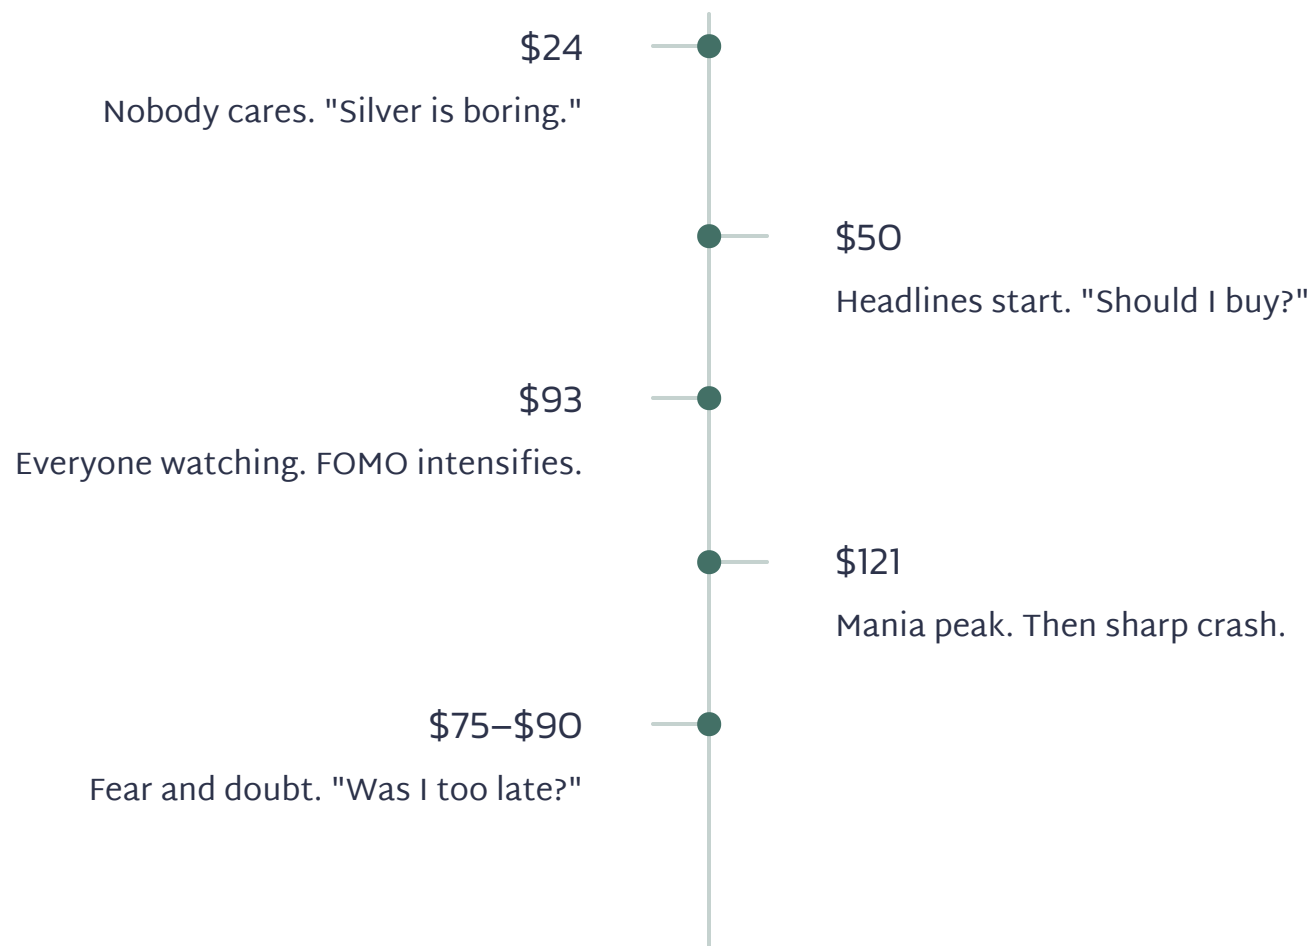 $24
Nobody cares. "Silver is boring."
$50
Headlines start. "Should I buy?"
$93
Everyone watching. FOMO intensifies.
$121
Mania peak. Then sharp crash.
$75–$90
Fear and doubt. "Was I too late?"